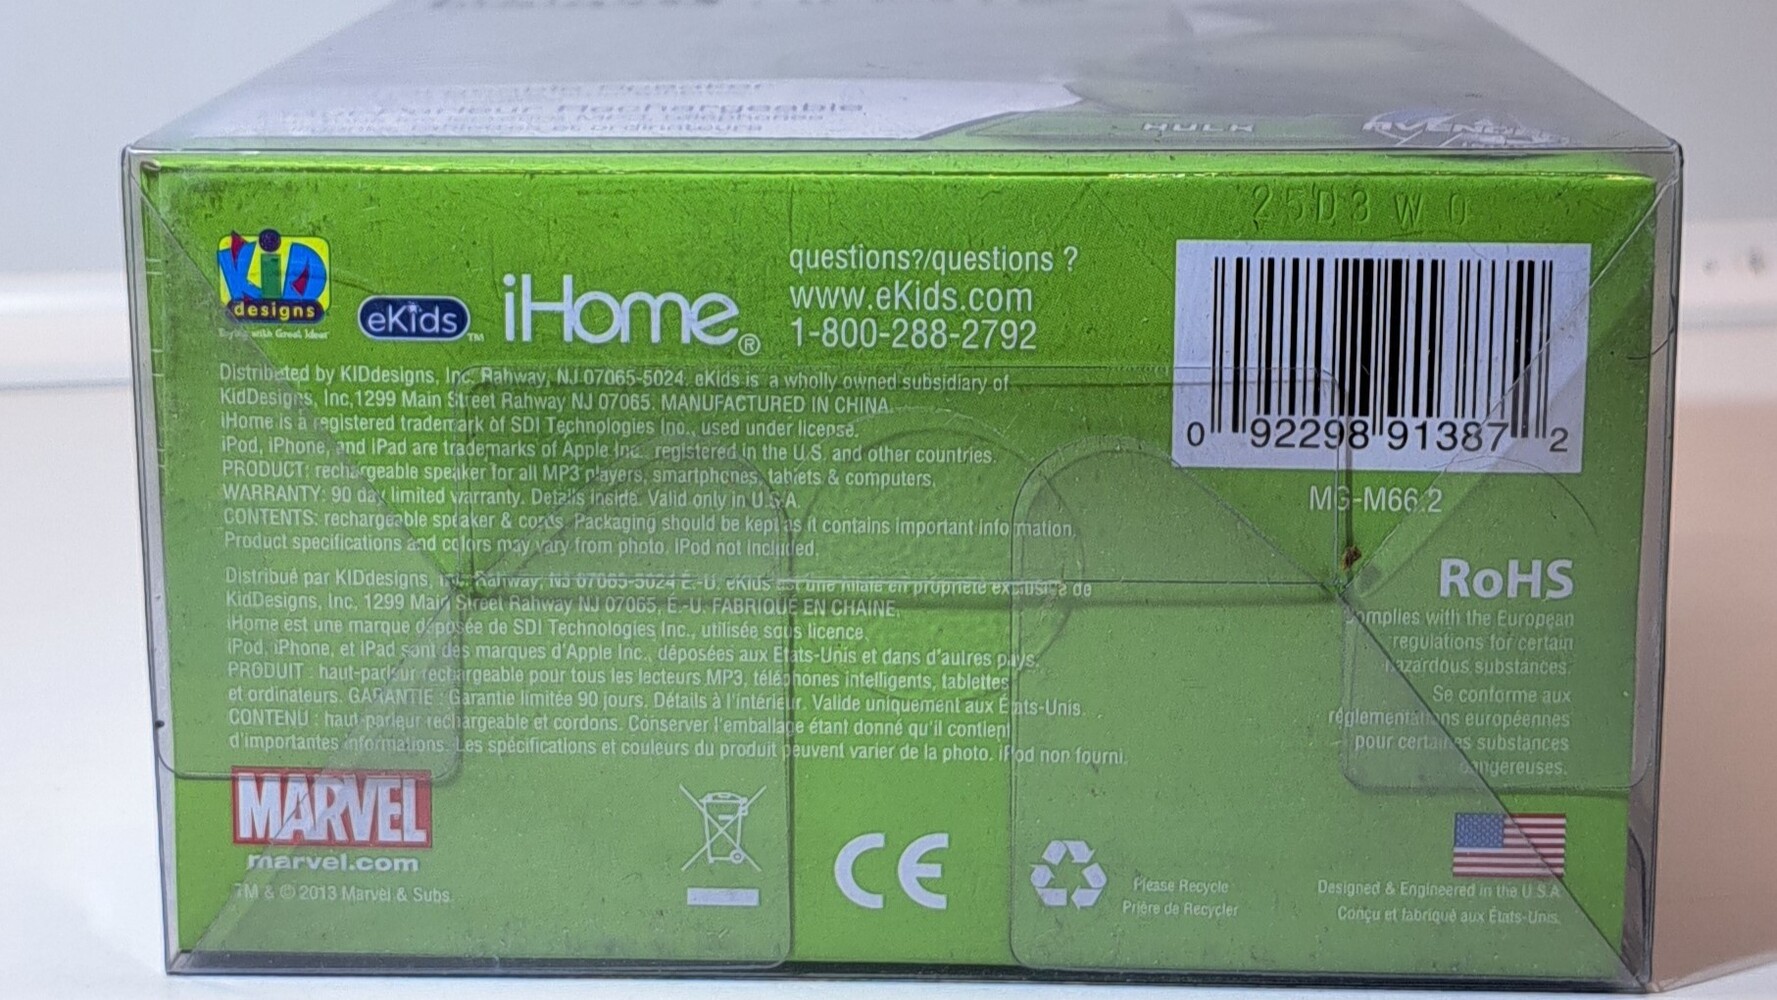 Parleur Rechargeable
HULK
AVENGERS
25D3 W 0
KiD
designs
eKids™
iHome®
questions?/questions ?
www.eKids.com
1-800-288-2792
Distributed by KIDdesigns, Inc. Rahway, NJ 07065-5024. eKids is a wholly owned subsidiary of
KidDesigns, Inc,1299 Main Street Rahway NJ 07065. MANUFACTURED IN CHINA.
iHome is a registered trademark of SDI Technologies Inc., used under license.
iPod, iPhone, and iPad are trademarks of Apple Inc. registered in the U.S. and other countries.
PRODUCT: rechargeable speaker for all MP3 players, smartphones, tablets & computers.
WARRANTY: 90 day limited warranty. Details inside. Valid only in U.S.A.
CONTENTS: rechargeable speaker & cords. Packaging should be kept as it contains important information.
Product specifications and colors may vary from photo. IPod not Included.
Distribué par KIDdesigns, Inc. Rahway, NJ 07065-5024 É.-U. eKids est une filiale en propriété exclusive de
KidDesigns, Inc, 1299 Main Street Rahway NJ 07065, É.-U. FABRIQUÉ EN CHAINE.
iHome est une marque déposée de SDI Technologies Inc., utilisée sous licence.
iPod, iPhone, et iPad sont des marques d'Apple Inc., déposées aux États-Unis et dans d'autres pays.
PRODUIT : haut-parleur rechargeable pour tous les lecteurs MP3, téléphones intelligents, tablettes
et ordinateurs. GARANTIE : Garantie limitée 90 jours. Détails à l'intérieur. Valide uniquement aux États-Unis.
CONTENU : haut-parleur rechargeable et cordons. Conserver l'emballage étant donné qu'il contient
d'importantes informations. Les spécifications et couleurs du produit peuvent varier de la photo. iPod non fourni.
0 92298 91387 2
MG-M66.2
RoHS
Complies with the European
regulations for certain
hazardous substances.
Se conforme aux
réglementations européennes
pour certaines substances
dangereuses.
MARVEL
marvel.com
TM & © 2013 Marvel & Subs.
CE
Please Recycle
Prière de Recycler
Designed & Engineered in the U.S.A.
Conçu et fabriqué aux États-Unis.